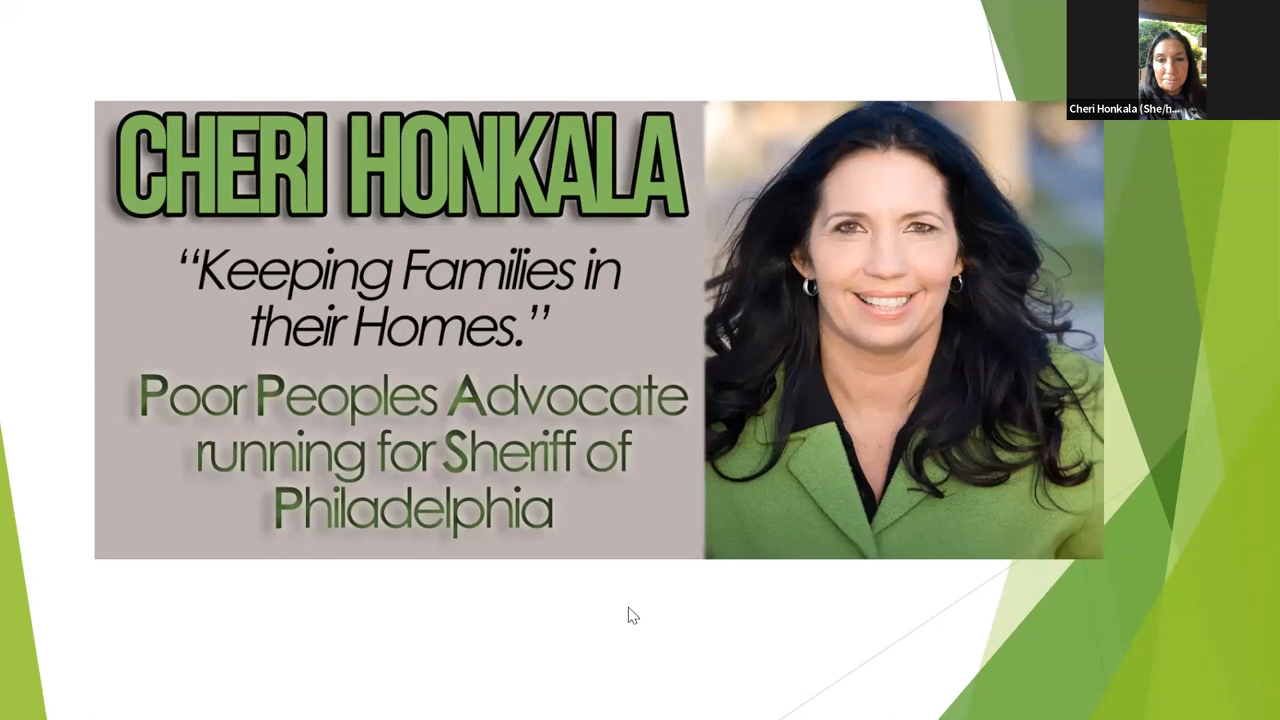 CHERI HONKALA
“Keeping Families in
their Homes.”
Poor Peoples Advocate
running for Sheriff of
Philadelphia
Cheri Honkala (She/h...